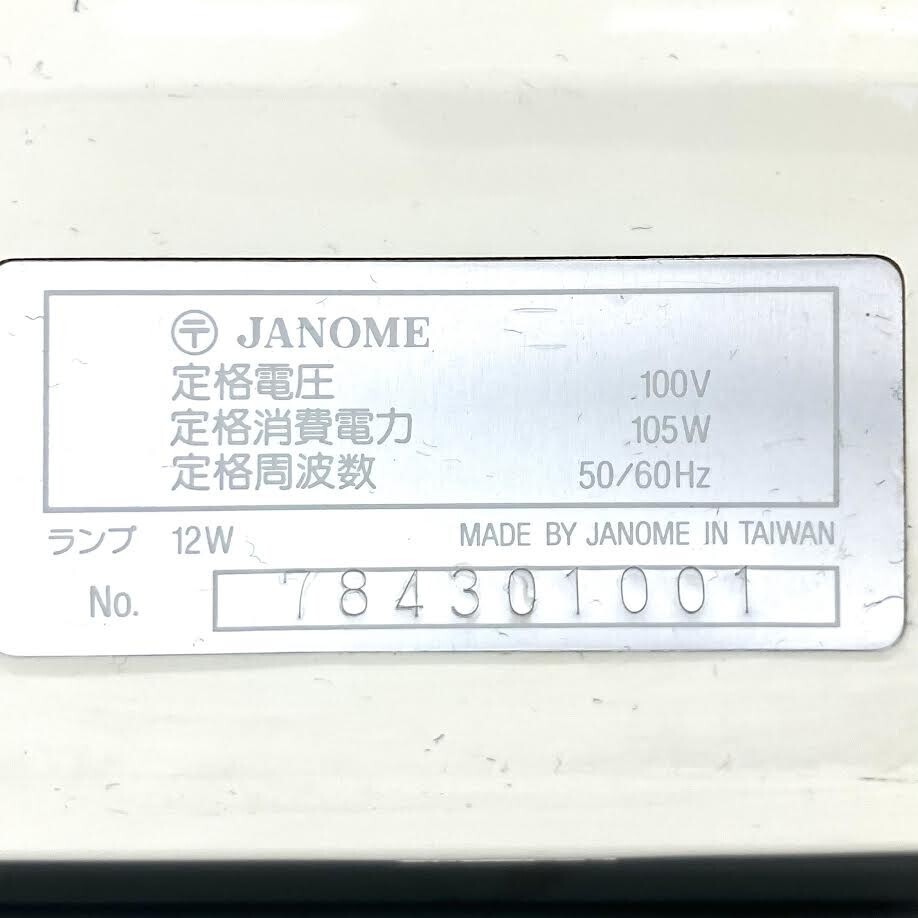 〶 JANOME
定格電圧 100V
定格消費電力 105W
定格周波数 50/60Hz
ランプ 12W MADE BY JANOME IN TAIWAN
No. 784301001